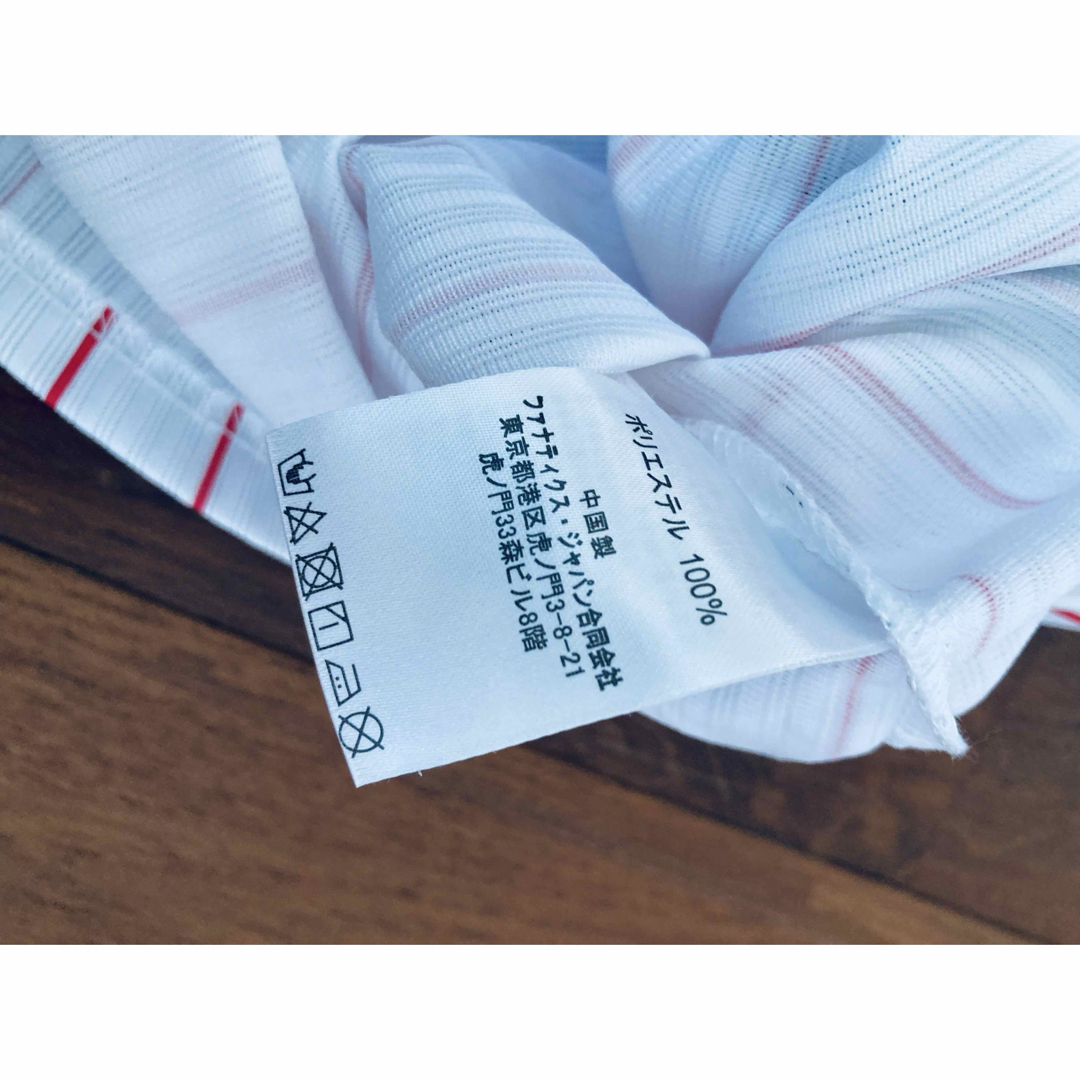 ポリエステル 100%
中国製
ファナティクス・ジャパン合同会社
東京都港区虎ノ門3-8-21
虎ノ門33森ビル8階